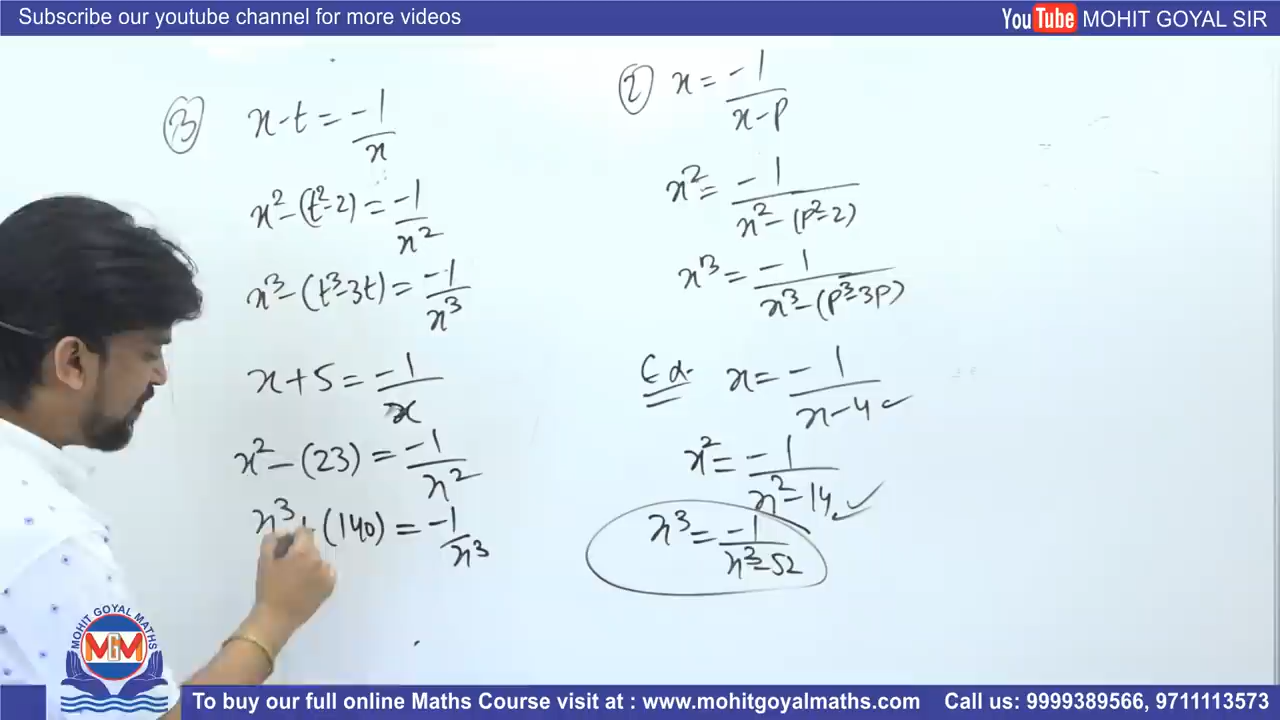 Subscribe our youtube channel for more videos
YouTube MOHIT GOYAL SIR
③ x-t = -1/x
x² - (t²-2) = -1/x²
x³ - (t³-3t) = -1/x³
x+5 = -1/x
x² - (23) = -1/x²
x³ + (140) = -1/x³
② x = -1/(x-p)
x² = -1/(x² - (p²-2))
x³ = -1/(x³ - (p³-3p))
Ex. x = -1/(x-4) ✓
x² = -1/(x²-14) ✓
x³ = -1/(x³-52)
MOHIT GOYAL MATHS
MGM
To buy our full online Maths Course visit at : www.mohitgoyalmaths.com Call us: 9999389566, 9711113573